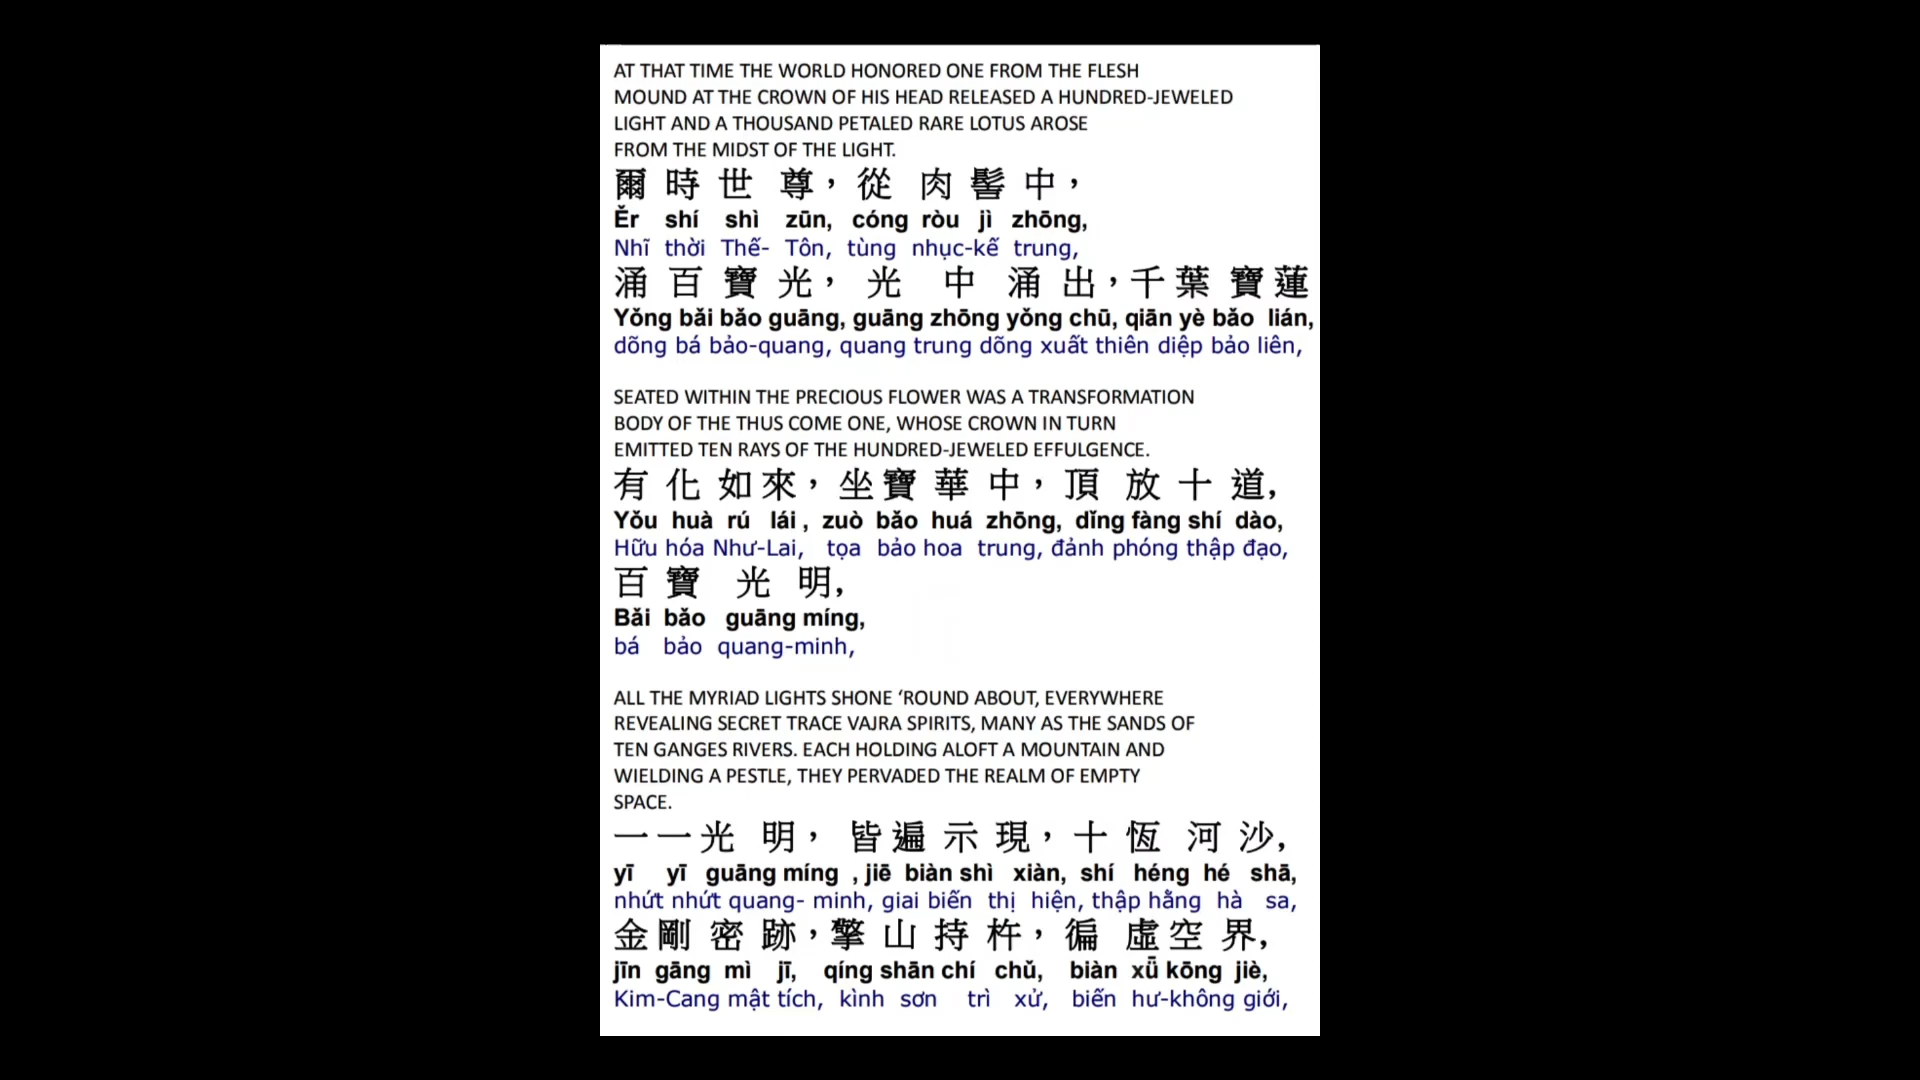 AT THAT TIME THE WORLD HONORED ONE FROM THE FLESH
MOUND AT THE CROWN OF HIS HEAD RELEASED A HUNDRED-JEWELED
LIGHT AND A THOUSAND PETALED RARE LOTUS AROSE
FROM THE MIDST OF THE LIGHT.
爾 時 世 尊，從 肉 髻 中，
Ěr shí shì zūn, cóng ròu jì zhōng,
Nhĩ thời Thế- Tôn, tùng nhục-kế trung,
涌 百 寶 光， 光 中 涌 出，千 葉 寶 蓮
Yǒng bǎi bǎo guāng, guāng zhōng yǒng chū, qiān yè bǎo lián,
dõng bá bảo-quang, quang trung dõng xuất thiên diệp bảo liên,
SEATED WITHIN THE PRECIOUS FLOWER WAS A TRANSFORMATION
BODY OF THE THUS COME ONE, WHOSE CROWN IN TURN
EMITTED TEN RAYS OF THE HUNDRED-JEWELED EFFULGENCE.
有 化 如 來，坐 寶 華 中，頂 放 十 道,
Yǒu huà rú lái , zuò bǎo huá zhōng, dǐng fàng shí dào,
Hữu hóa Như-Lai, tọa bảo hoa trung, đảnh phóng thập đạo,
百 寶 光 明,
Bǎi bǎo guāng míng,
bá bảo quang-minh,
ALL THE MYRIAD LIGHTS SHONE ‘ROUND ABOUT, EVERYWHERE
REVEALING SECRET TRACE VAJRA SPIRITS, MANY AS THE SANDS OF
TEN GANGES RIVERS. EACH HOLDING ALOFT A MOUNTAIN AND
WIELDING A PESTLE, THEY PERVADED THE REALM OF EMPTY
SPACE.
一 一 光 明， 皆 遍 示 現，十 恆 河 沙,
yī yī guāng míng , jiē biàn shì xiàn, shí héng hé shā,
nhứt nhứt quang- minh, giai biến thị hiện, thập hằng hà sa,
金 剛 密 跡，擎 山 持 杵，徧 虛 空 界,
jīn gāng mì jī, qíng shān chí chǔ, biàn xǖ kōng jiè,
Kim-Cang mật tích, kình sơn trì xử, biến hư-không giới,